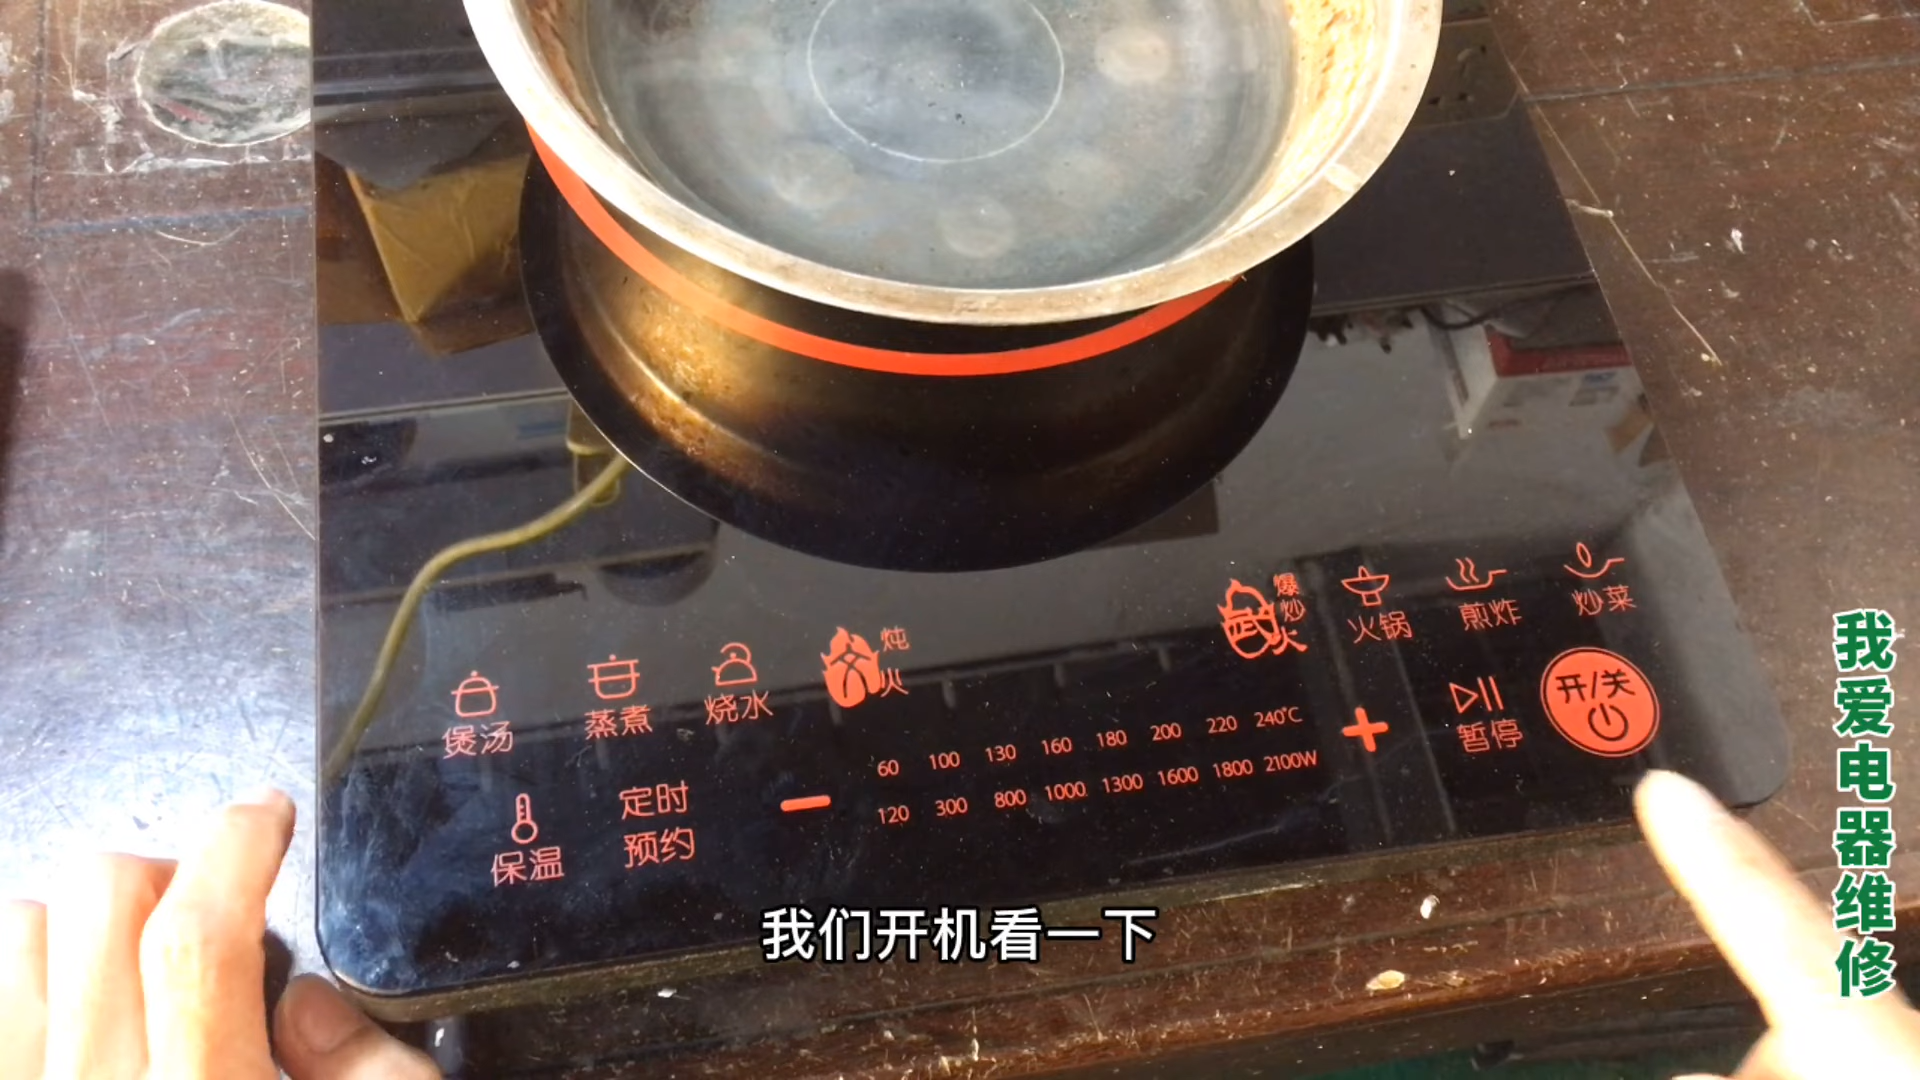 爆炒火
火锅
煎炸
炒菜
炖火
煲汤
蒸煮
烧水
文
武
开/关
暂停
60 100 130 160 180 200 220 240℃
120 300 800 1000 1300 1600 1800 2100W
− +
保温
定时
预约
我们开机看一下
我爱电器维修